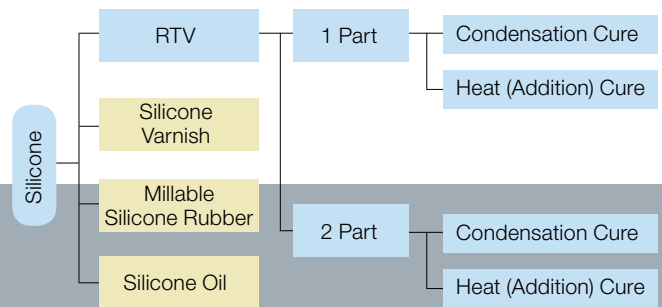 Silicone
RTV
Silicone
Varnish
Millable
Silicone Rubber
Silicone Oil
1 Part
2 Part
Condensation Cure
Heat (Addition) Cure
Condensation Cure
Heat (Addition) Cure